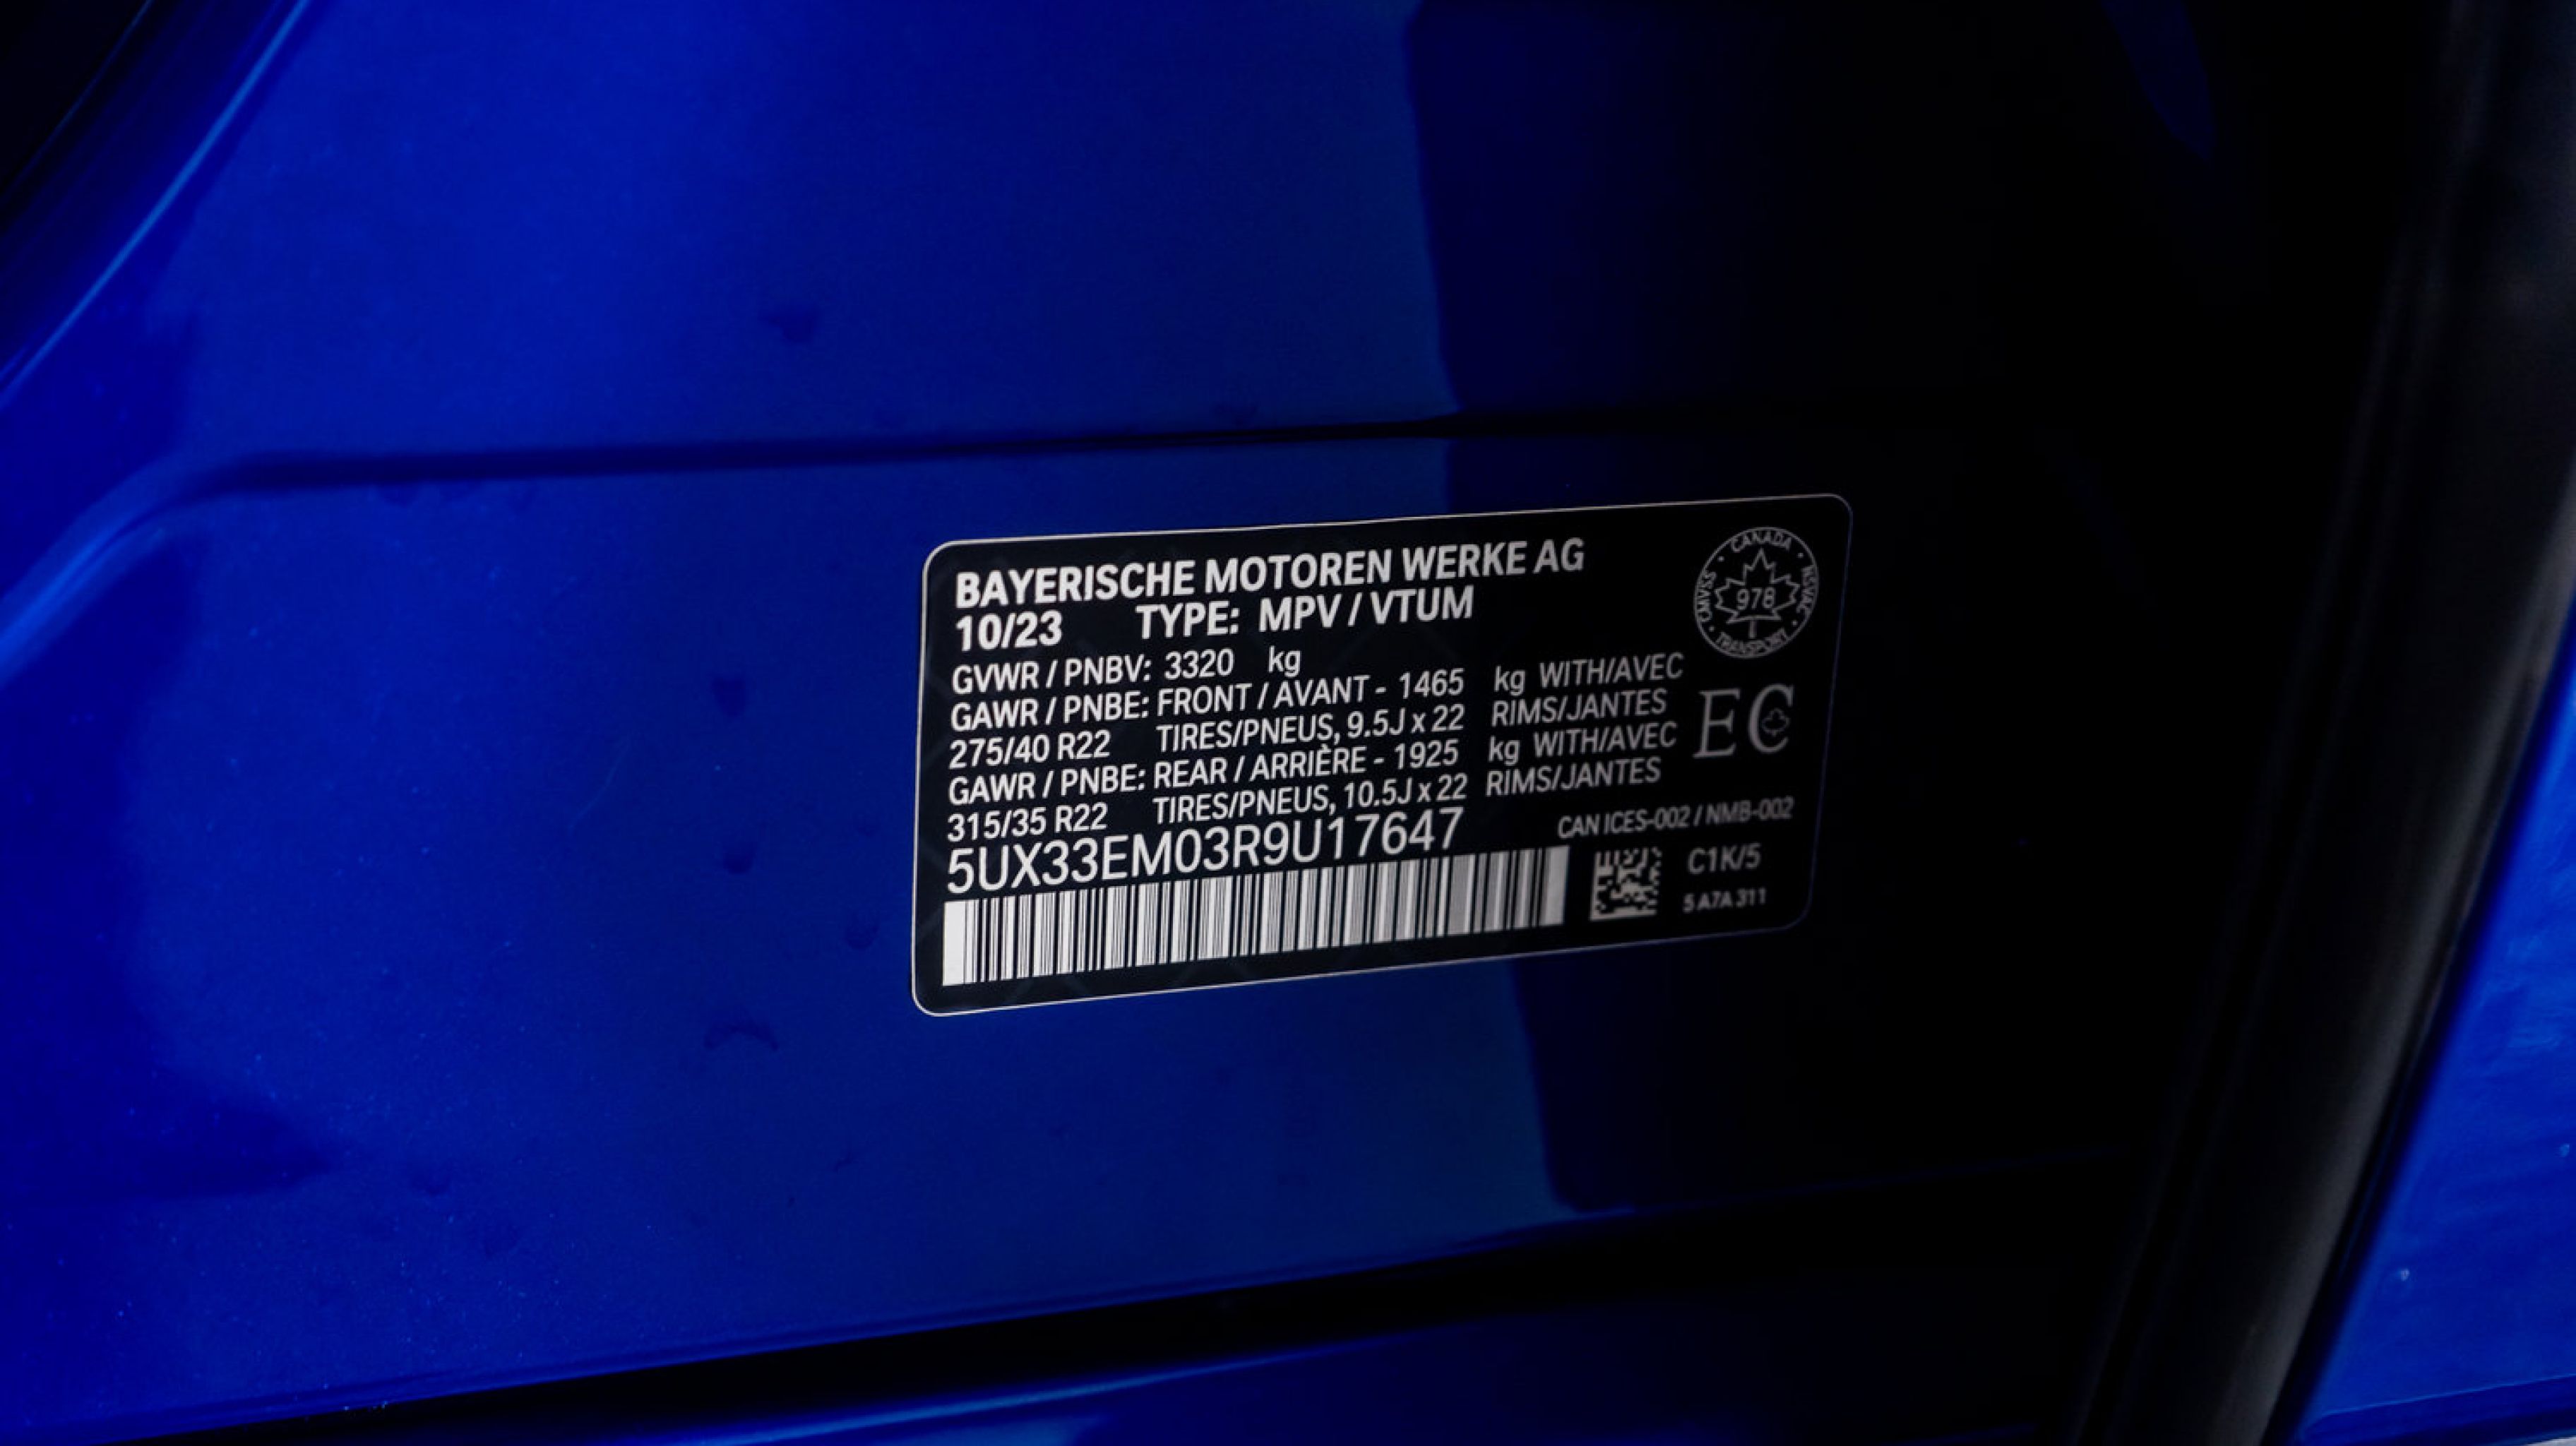 BAYERISCHE MOTOREN WERKE AG
10/23 TYPE: MPV / VTUM
GVWR / PNBV: 3320 kg
GAWR / PNBE: FRONT / AVANT - 1465 kg WITH/AVEC
275/40 R22 TIRES/PNEUS, 9.5J x 22 RIMS/JANTES
GAWR / PNBE: REAR / ARRIÈRE - 1925 kg WITH/AVEC
315/35 R22 TIRES/PNEUS, 10.5J x 22 RIMS/JANTES
5UX33EM03R9U17647
CANADA
CMVSS 978 NSVAC
TRANSPORT
EC
CAN ICES-002 / NMB-002
C1K/5
5 A7A 311